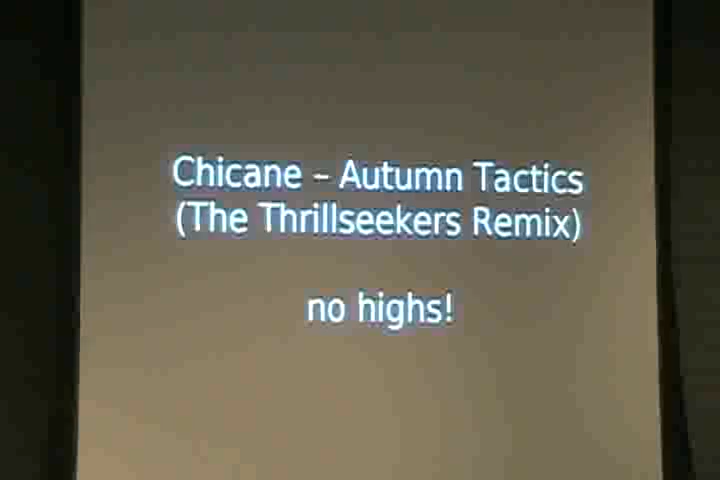 Chicane – Autumn Tactics
(The Thrillseekers Remix)
no highs!